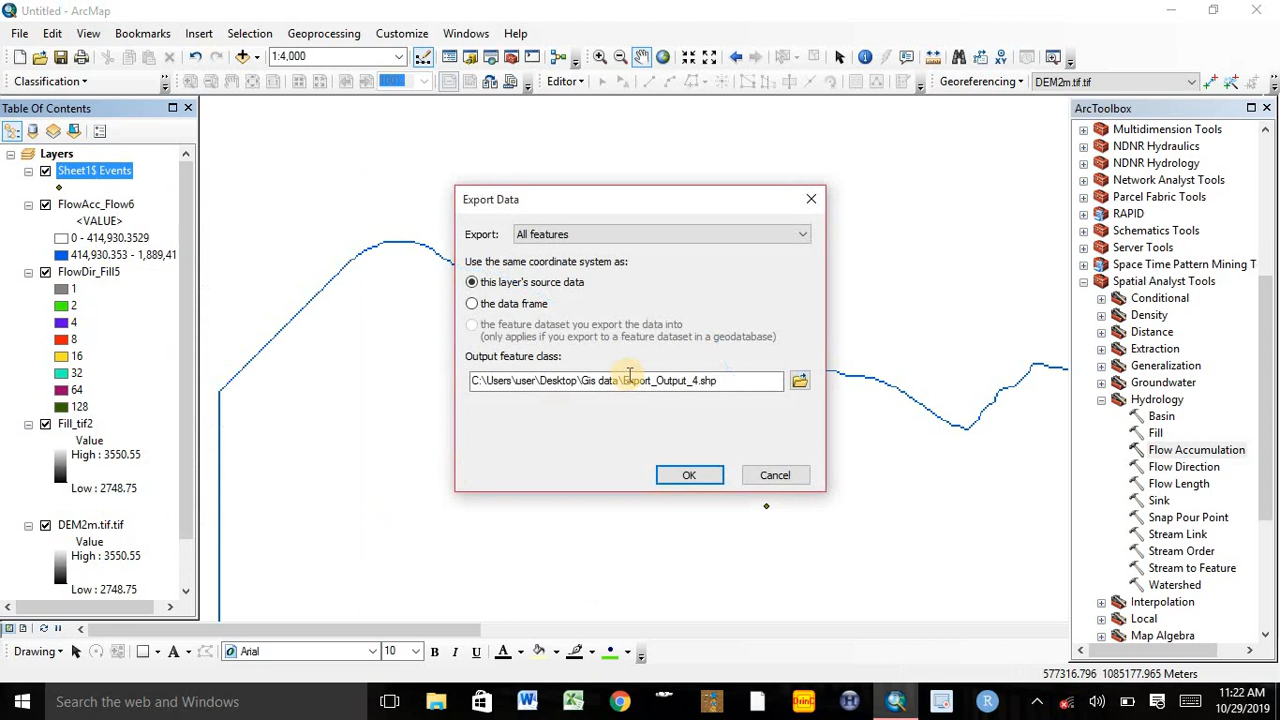 Untitled - ArcMap
File Edit View Bookmarks Insert Selection Geoprocessing Customize Windows Help
1:4,000
Classification Editor Georeferencing DEM2m.tif.tif
Table Of Contents
Layers
Sheet1$ Events
FlowAcc_Flow6
<VALUE>
0 - 414,930.3529
414,930.353 - 1,889,41
FlowDir_Fill5
1
2
4
8
16
32
64
128
Fill_tif2
Value
High : 3550.55
Low : 2748.75
DEM2m.tif.tif
Value
High : 3550.55
Low : 2748.75
Export Data
Export: All features
Use the same coordinate system as:
this layer's source data
the data frame
the feature dataset you export the data into
(only applies if you export to a feature dataset in a geodatabase)
Output feature class:
C:\Users\user\Desktop\Gis data\Export_Output_4.shp
OK Cancel
ArcToolbox
Multidimension Tools
NDNR Hydraulics
NDNR Hydrology
Network Analyst Tools
Parcel Fabric Tools
RAPID
Schematics Tools
Server Tools
Space Time Pattern Mining T
Spatial Analyst Tools
Conditional
Density
Distance
Extraction
Generalization
Groundwater
Hydrology
Basin
Fill
Flow Accumulation
Flow Direction
Flow Length
Sink
Snap Pour Point
Stream Link
Stream Order
Stream to Feature
Watershed
Interpolation
Local
Map Algebra
Drawing Arial 10 B I U A
577316.796 1085177.965 Meters
Search the web and Windows
11:22 AM
10/29/2019